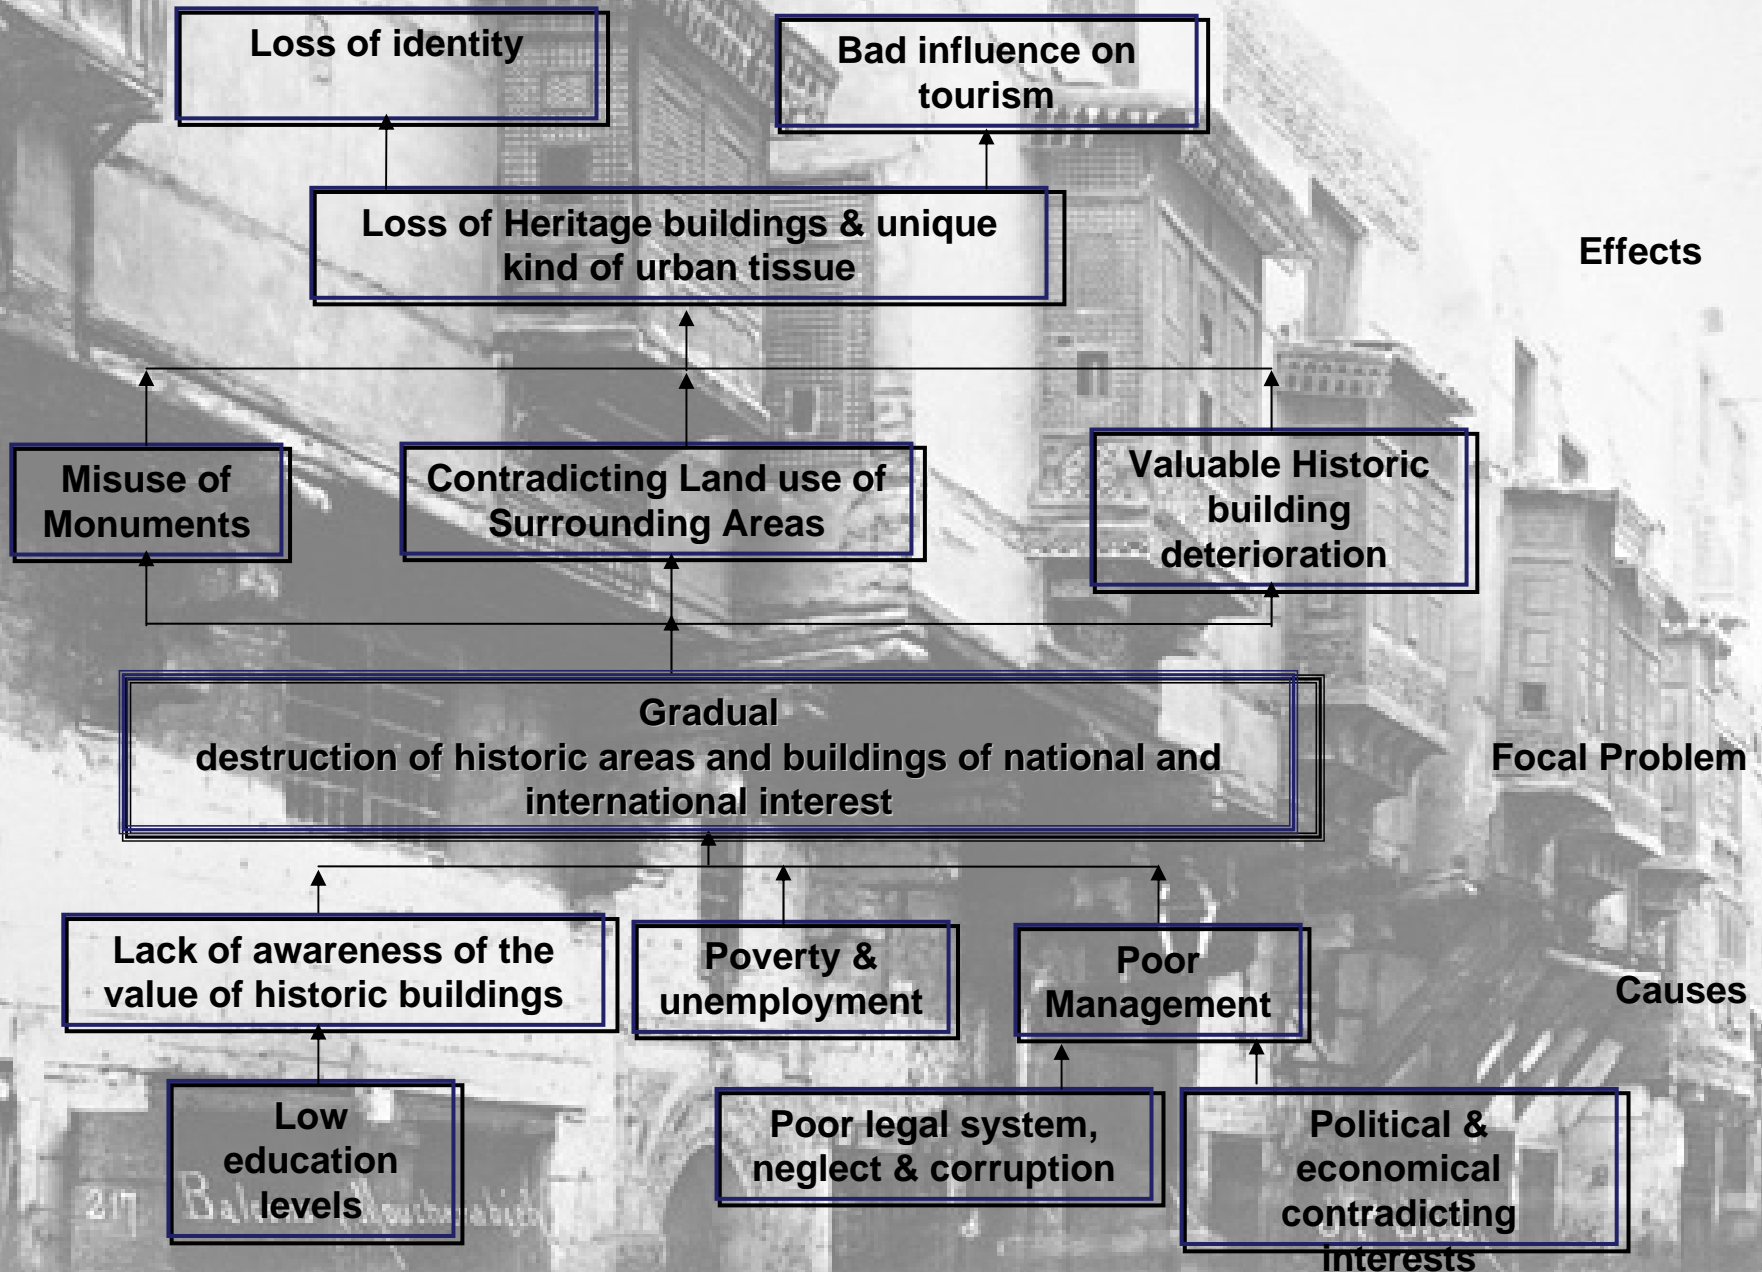 Loss of identity
Bad influence on
tourism
Loss of Heritage buildings & unique
kind of urban tissue
Effects
Misuse of
Monuments
Contradicting Land use of
Surrounding Areas
Valuable Historic
building
deterioration
Gradual
destruction of historic areas and buildings of national and
international interest
Focal Problem
Lack of awareness of the
value of historic buildings
Poverty &
unemployment
Poor
Management
Causes
Low
education
levels
Poor legal system,
neglect & corruption
Political &
economical
contradicting
interests
217